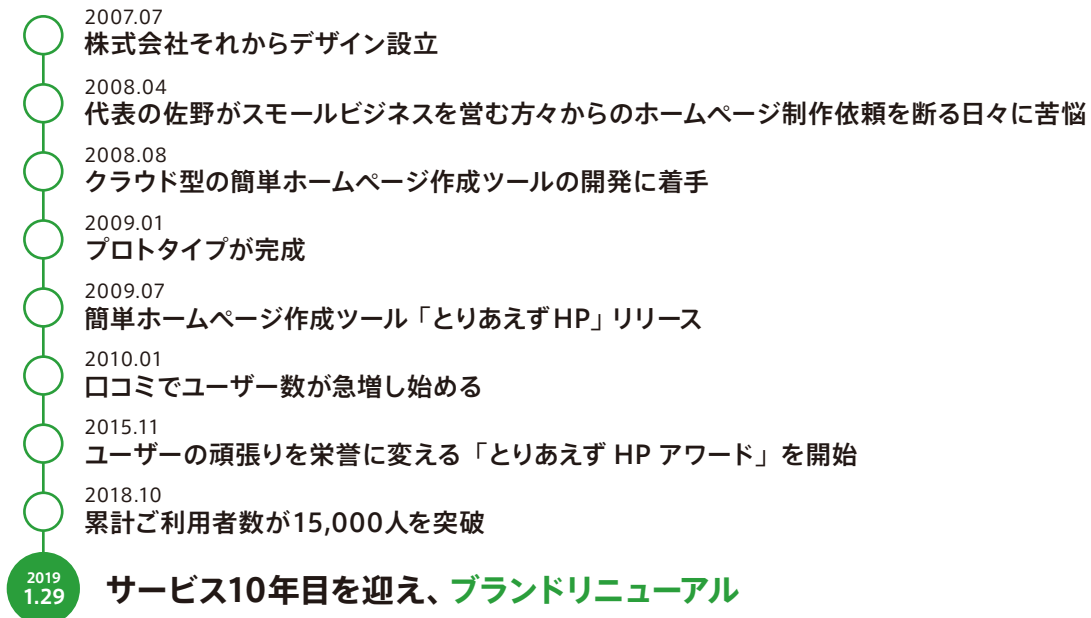 2007.07
株式会社それからデザイン設立
2008.04
代表の佐野がスモールビジネスを営む方々からのホームページ制作依頼を断る日々に苦悩
2008.08
クラウド型の簡単ホームページ作成ツールの開発に着手
2009.01
プロトタイプが完成
2009.07
簡単ホームページ作成ツール「とりあえずHP」リリース
2010.01
口コミでユーザー数が急増し始める
2015.11
ユーザーの頑張りを栄誉に変える「とりあえず HP アワード」を開始
2018.10
累計ご利用者数が15,000人を突破
2019
1.29
サービス10年目を迎え、ブランドリニューアル